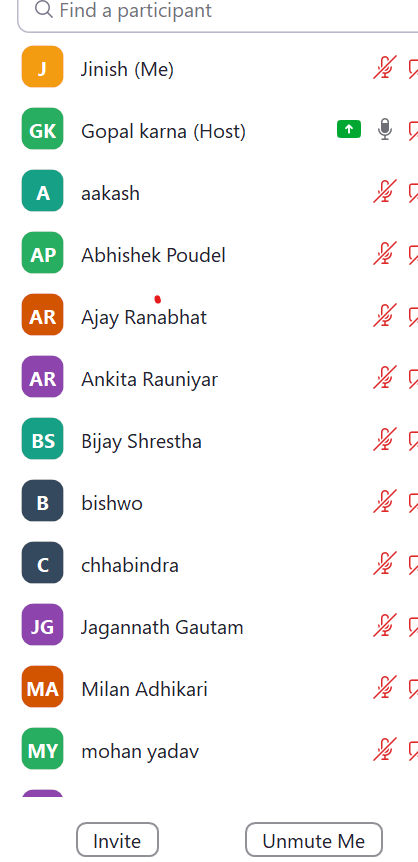 Find a participant
J Jinish (Me)
GK Gopal karna (Host)
A aakash
AP Abhishek Poudel
AR Ajay Ranabhat
AR Ankita Rauniyar
BS Bijay Shrestha
B bishwo
C chhabindra
JG Jagannath Gautam
MA Milan Adhikari
MY mohan yadav
Invite Unmute Me